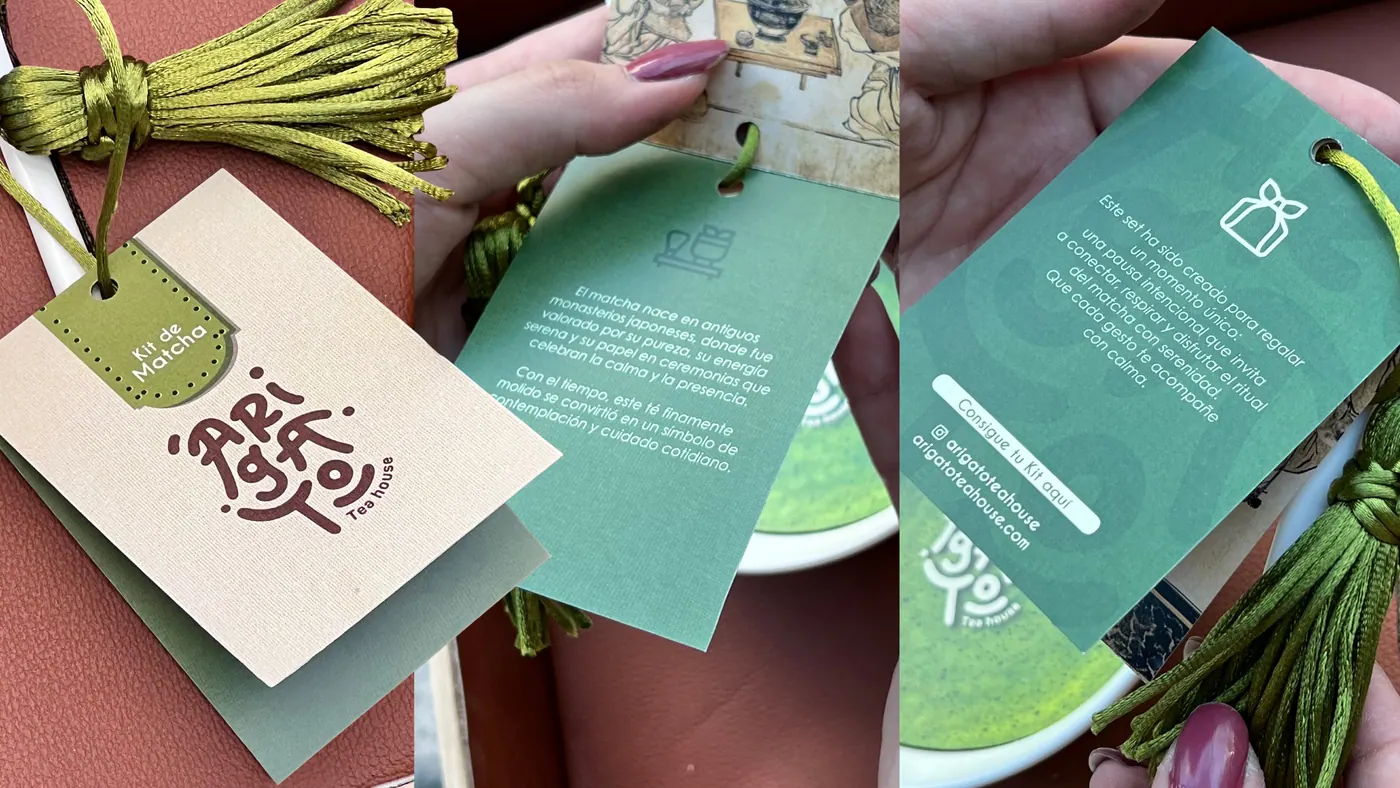 Kit de
Matcha
ARi
gA
To
Tea house
El matcha nace en antiguos
monasterios japoneses, donde fue
valorado por su pureza, su energía
serena y su papel en ceremonias que
celebran la calma y la presencia.
Con el tiempo, este té finamente
molido se convirtió en un símbolo de
contemplación y cuidado cotidiano.
Este set ha sido creado para regalar
un momento único:
una pausa intencional que invita
a conectar, respirar y disfrutar el ritual
del matcha con serenidad.
Que cada gesto te acompañe
con calma.
Consigue tu Kit aquí
arigatoteahouse
arigatoteahouse.com
gA
To
Tea house